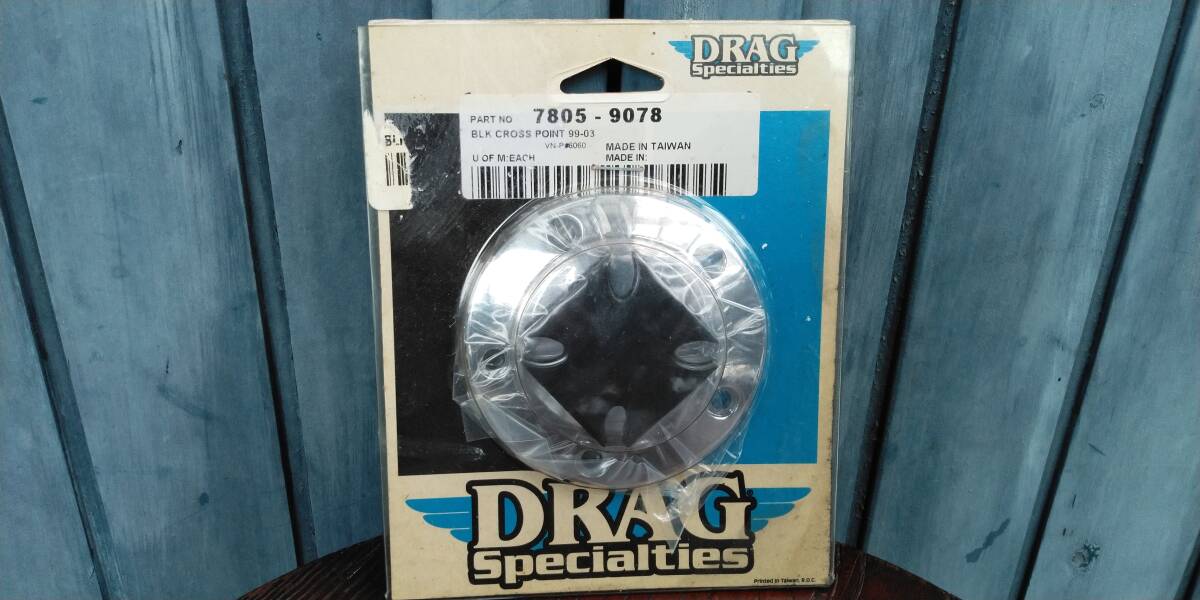 DRAG
Specialties
PART NO 7805 - 9078
BLK CROSS POINT 99-03
MADE IN TAIWAN
U OF M:EACH MADE IN:
DRAG
Specialties
Printed in Taiwan, R.O.C.